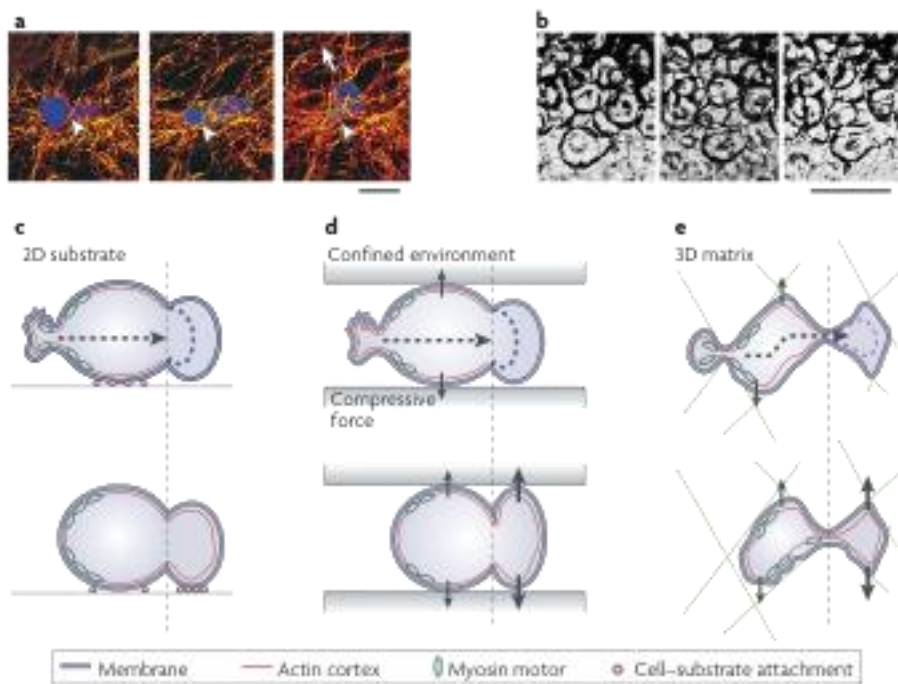 a
b
c
2D substrate
d
Confined environment
Compressive
force
e
3D matrix
Membrane
Actin cortex
Myosin motor
Cell–substrate attachment